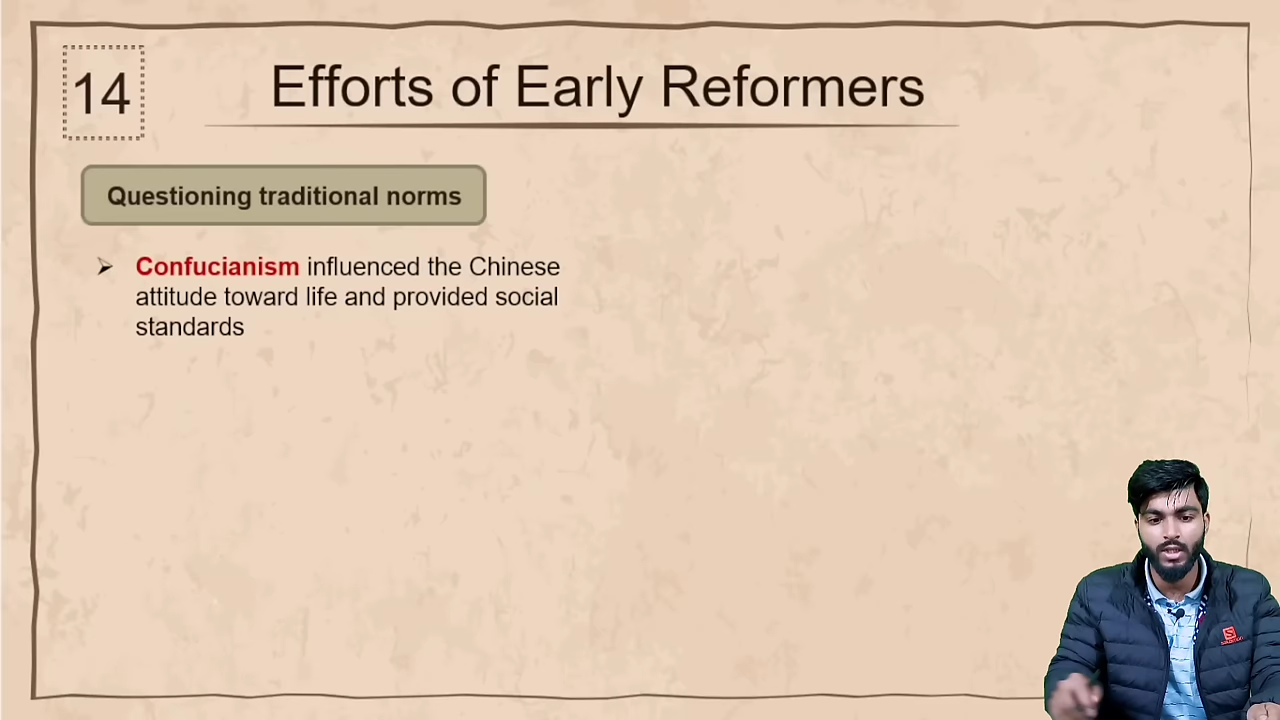 14
Efforts of Early Reformers
Questioning traditional norms
➢ Confucianism influenced the Chinese
attitude toward life and provided social
standards
S